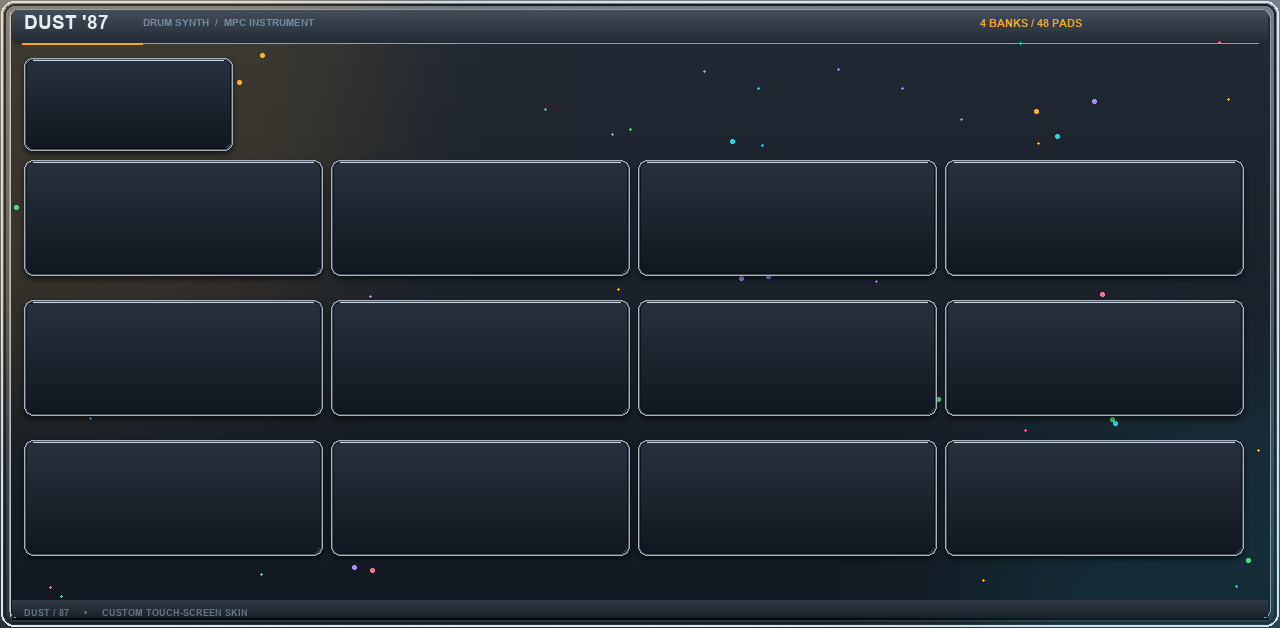 DUST '87
DRUM SYNTH / MPC INSTRUMENT
4 BANKS / 48 PADS
DUST / 87 • CUSTOM TOUCH-SCREEN SKIN